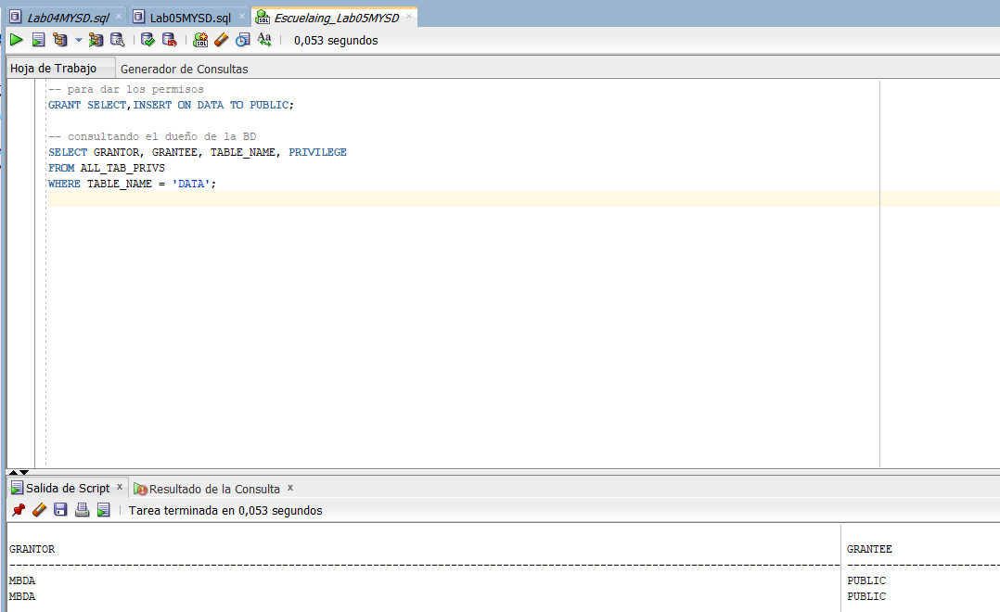 Lab04MYSD.sql × Lab05MYSD.sql × Escuelaing_Lab05MYSD ×
0,053 segundos
Hoja de Trabajo Generador de Consultas
-- para dar los permisos
GRANT SELECT,INSERT ON DATA TO PUBLIC;
-- consultando el dueño de la BD
SELECT GRANTOR, GRANTEE, TABLE_NAME, PRIVILEGE
FROM ALL_TAB_PRIVS
WHERE TABLE_NAME = 'DATA';
Salida de Script × Resultado de la Consulta ×
Tarea terminada en 0,053 segundos
GRANTOR GRANTEE
MBDA PUBLIC
MBDA PUBLIC